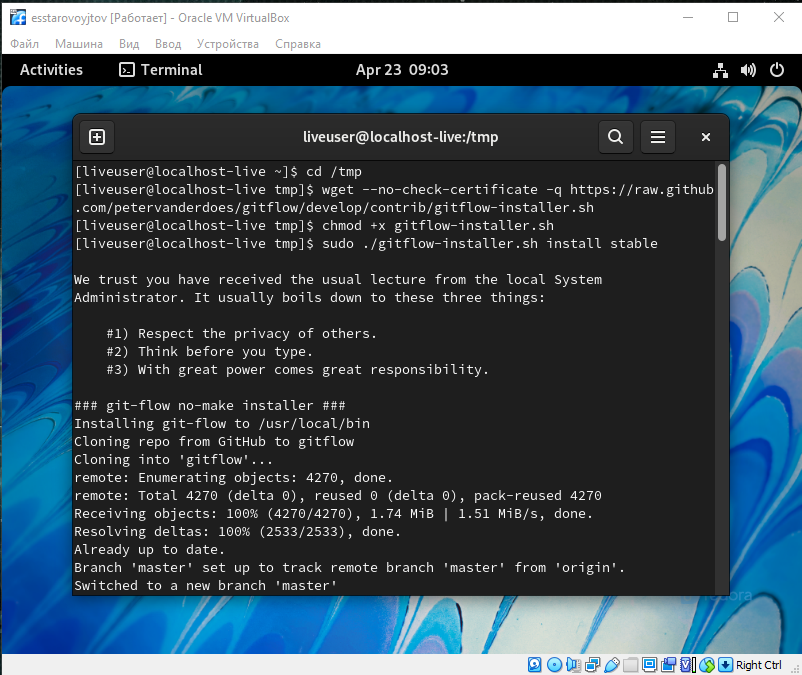 esstarovoyjtov [Работает] - Oracle VM VirtualBox
Файл Машина Вид Ввод Устройства Справка
Activities Terminal Apr 23 09:03
liveuser@localhost-live:/tmp
[liveuser@localhost-live ~]$ cd /tmp
[liveuser@localhost-live tmp]$ wget --no-check-certificate -q https://raw.github
.com/petervanderdoes/gitflow/develop/contrib/gitflow-installer.sh
[liveuser@localhost-live tmp]$ chmod +x gitflow-installer.sh
[liveuser@localhost-live tmp]$ sudo ./gitflow-installer.sh install stable
We trust you have received the usual lecture from the local System
Administrator. It usually boils down to these three things:
#1) Respect the privacy of others.
#2) Think before you type.
#3) With great power comes great responsibility.
### git-flow no-make installer ###
Installing git-flow to /usr/local/bin
Cloning repo from GitHub to gitflow
Cloning into 'gitflow'...
remote: Enumerating objects: 4270, done.
remote: Total 4270 (delta 0), reused 0 (delta 0), pack-reused 4270
Receiving objects: 100% (4270/4270), 1.74 MiB | 1.51 MiB/s, done.
Resolving deltas: 100% (2533/2533), done.
Already up to date.
Branch 'master' set up to track remote branch 'master' from 'origin'.
Switched to a new branch 'master'
Right Ctrl